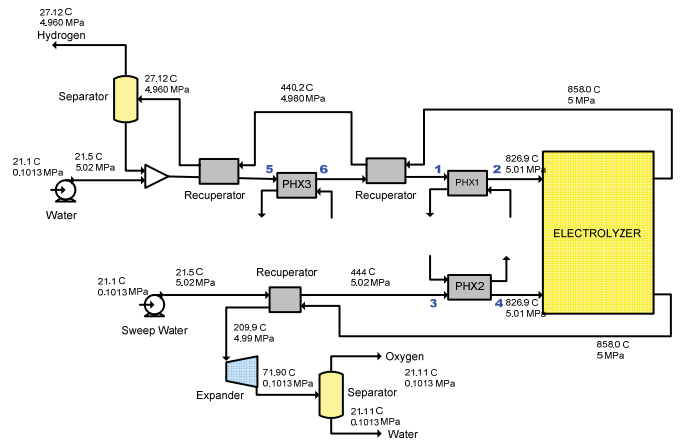 27.12 C
4.960 MPa
Hydrogen
Separator
27.12 C
4.960 MPa
440.2 C
4.980 MPa
858.0 C
5 MPa
21.1 C
0.1013 MPa
21.5 C
5.02 MPa
Water
Recuperator
5
PHX3
6
Recuperator
1
PHX1
2
826.9 C
5.01 MPa
ELECTROLYZER
21.1 C
0.1013 MPa
21.5 C
5.02 MPa
Sweep Water
Recuperator
444 C
5.02 MPa
3
PHX2
4
826.9 C
5.01 MPa
858.0 C
5 MPa
209.9 C
4.99 MPa
Expander
71.90 C
0.1013 MPa
Oxygen
21.11 C
0.1013 MPa
Separator
21.11 C
0.1013 MPa
Water